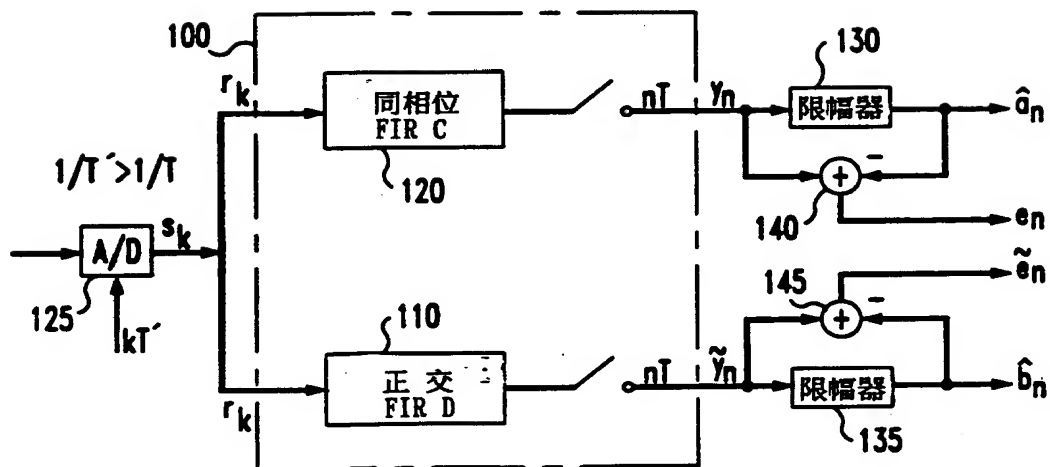 100
130
r_k
同相位
FIR C
nT
y_n
限幅器
â_n
1/T´>1/T
120
−
+
140
e_n
s_k
A/D
ẽ_n
125
kT´
110
145
−
+
正交
FIR D
nT
ỹ_n
限幅器
b̂_n
r_k
135